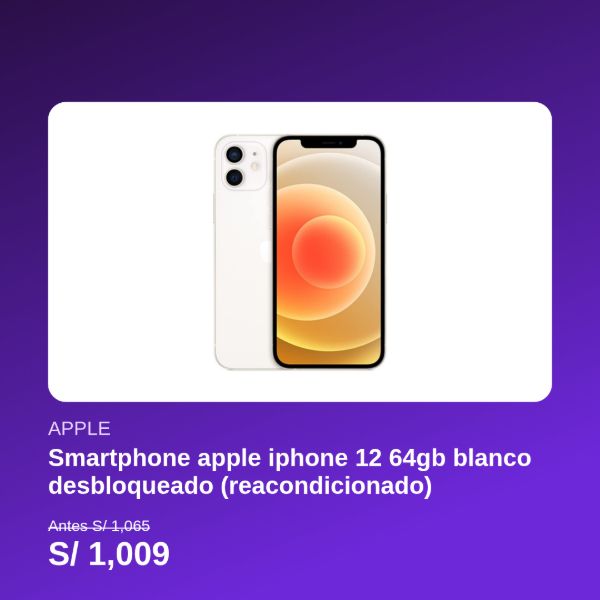 APPLE
Smartphone apple iphone 12 64gb blanco
desbloqueado (reacondicionado)
Antes S/ 1,065
S/ 1,009